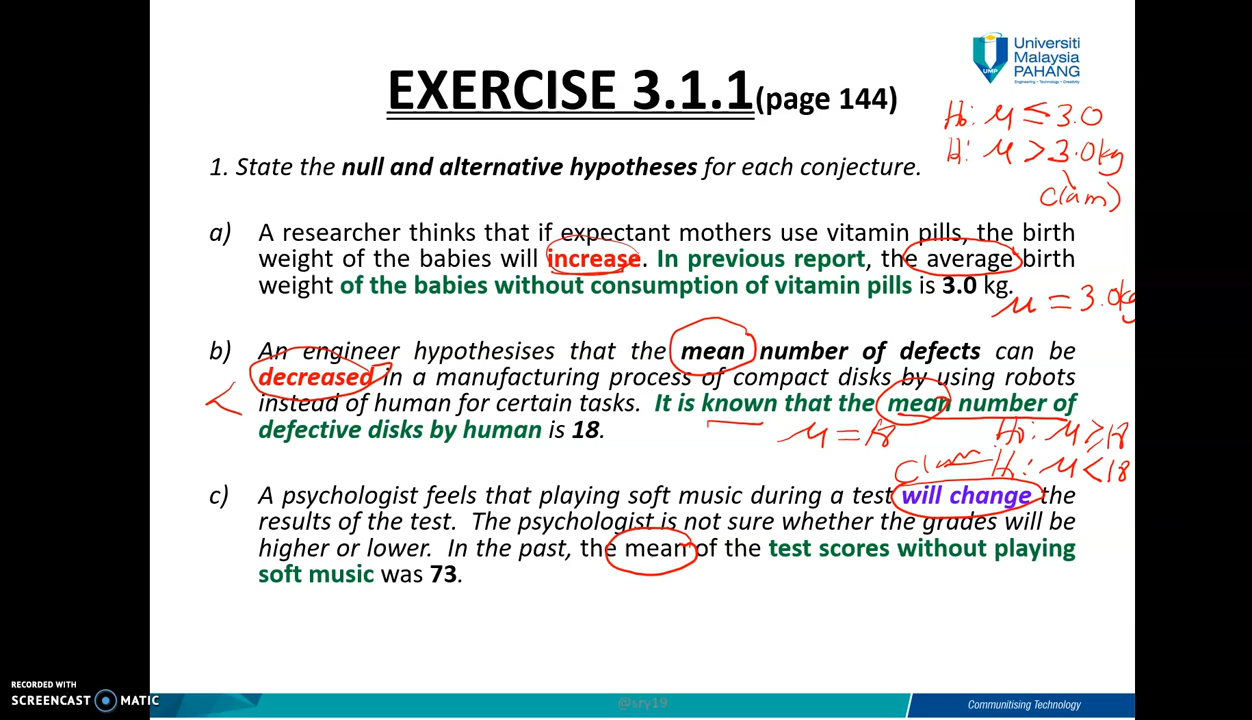 Universiti
Malaysia
PAHANG
UMP
Engineering • Technology • Creativity
EXERCISE 3.1.1(page 144)
H₀: μ ≤ 3.0
H₁: μ > 3.0kg
Claim)
1. State the null and alternative hypotheses for each conjecture.
a) A researcher thinks that if expectant mothers use vitamin pills, the birth
weight of the babies will increase. In previous report, the average birth
weight of the babies without consumption of vitamin pills is 3.0 kg.
μ = 3.0kg
b) An engineer hypothesises that the mean number of defects can be
decreased in a manufacturing process of compact disks by using robots
<
instead of human for certain tasks. It is known that the mean number of
defective disks by human is 18.
μ = 18
H₀: μ ≥ 18
Claim H₁: μ < 18
c) A psychologist feels that playing soft music during a test will change the
results of the test. The psychologist is not sure whether the grades will be
higher or lower. In the past, the mean of the test scores without playing
soft music was 73.
RECORDED WITH
SCREENCAST MATIC
@sry19
Communitising Technology